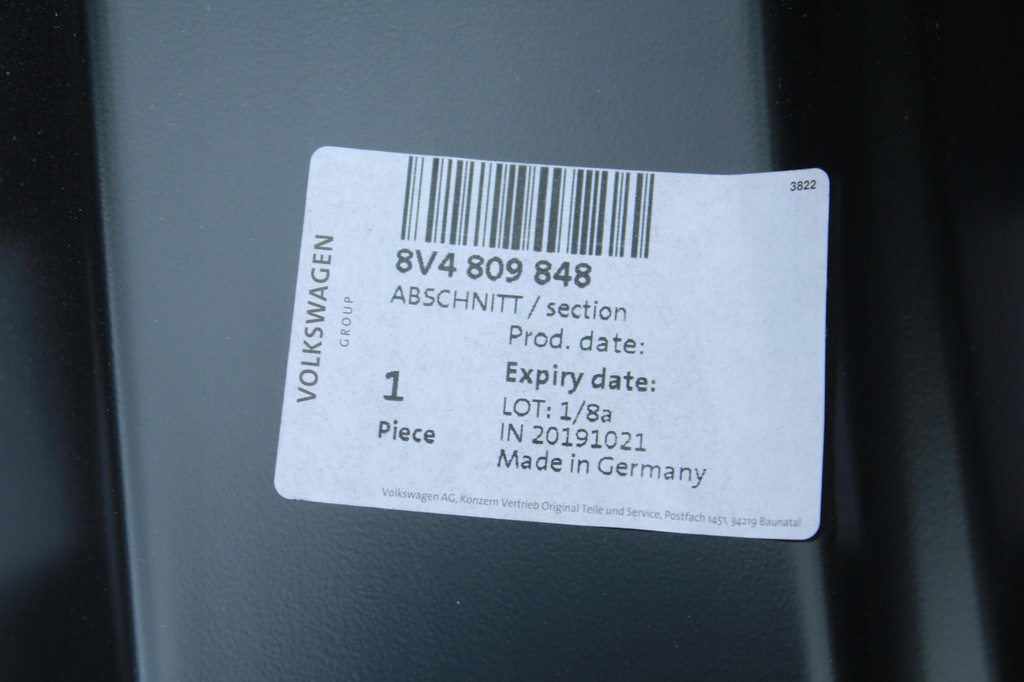 3822
8V4 809 848
ABSCHNITT / section
Prod. date:
Expiry date:
1
Piece
LOT: 1/8a
IN 20191021
Made in Germany
VOLKSWAGEN
GROUP
Volkswagen AG, Konzern Vertrieb Original Teile und Service, Postfach 1451, 34219 Baunatal